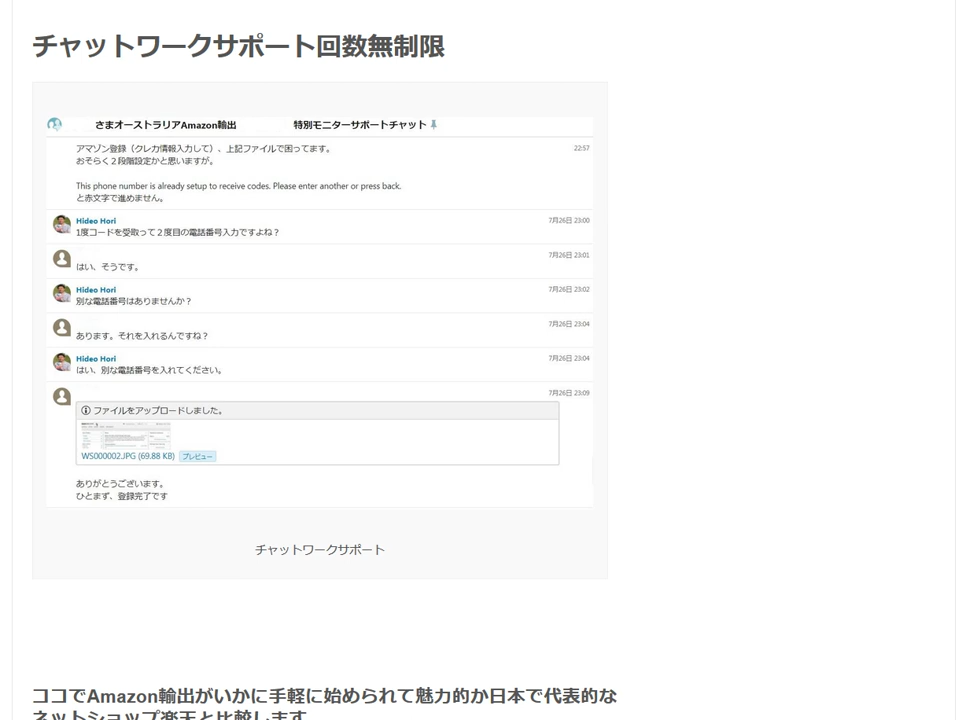 チャットワークサポート回数無制限
さまオーストラリアAmazon輸出 特別モニターサポートチャット
アマゾン登録（クレカ情報入力して）、上記ファイルで困ってます。 22:57
おそらく２段階設定かと思いますが。
This phone number is already setup to receive codes. Please enter another or press back.
と赤文字で進めません。
Hideo Hori 7月26日 23:00
1度コードを受取って２度目の電話番号入力ですよね？
7月26日 23:01
はい、そうです。
Hideo Hori 7月26日 23:02
別な電話番号はありませんか？
7月26日 23:04
あります。それを入れるんですね？
Hideo Hori 7月26日 23:04
はい、別な電話番号を入れてください。
7月26日 23:09
ファイルをアップロードしました。
WS000002.JPG (69.88 KB) プレビュー
ありがとうございます。
ひとまず、登録完了です
チャットワークサポート
ココでAmazon輸出がいかに手軽に始められて魅力的か日本で代表的な
ネットショップ楽天と比較します